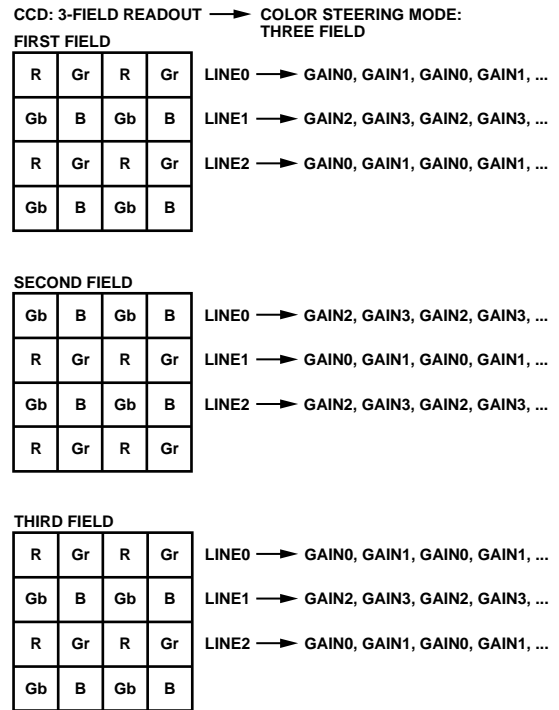 CCD: 3-FIELD READOUT → COLOR STEERING MODE:
THREE FIELD
FIRST FIELD
R Gr R Gr LINE0 → GAIN0, GAIN1, GAIN0, GAIN1, ...
Gb B Gb B LINE1 → GAIN2, GAIN3, GAIN2, GAIN3, ...
R Gr R Gr LINE2 → GAIN0, GAIN1, GAIN0, GAIN1, ...
Gb B Gb B
SECOND FIELD
Gb B Gb B LINE0 → GAIN2, GAIN3, GAIN2, GAIN3, ...
R Gr R Gr LINE1 → GAIN0, GAIN1, GAIN0, GAIN1, ...
Gb B Gb B LINE2 → GAIN2, GAIN3, GAIN2, GAIN3, ...
R Gr R Gr
THIRD FIELD
R Gr R Gr LINE0 → GAIN0, GAIN1, GAIN0, GAIN1, ...
Gb B Gb B LINE1 → GAIN2, GAIN3, GAIN2, GAIN3, ...
R Gr R Gr LINE2 → GAIN0, GAIN1, GAIN0, GAIN1, ...
Gb B Gb B